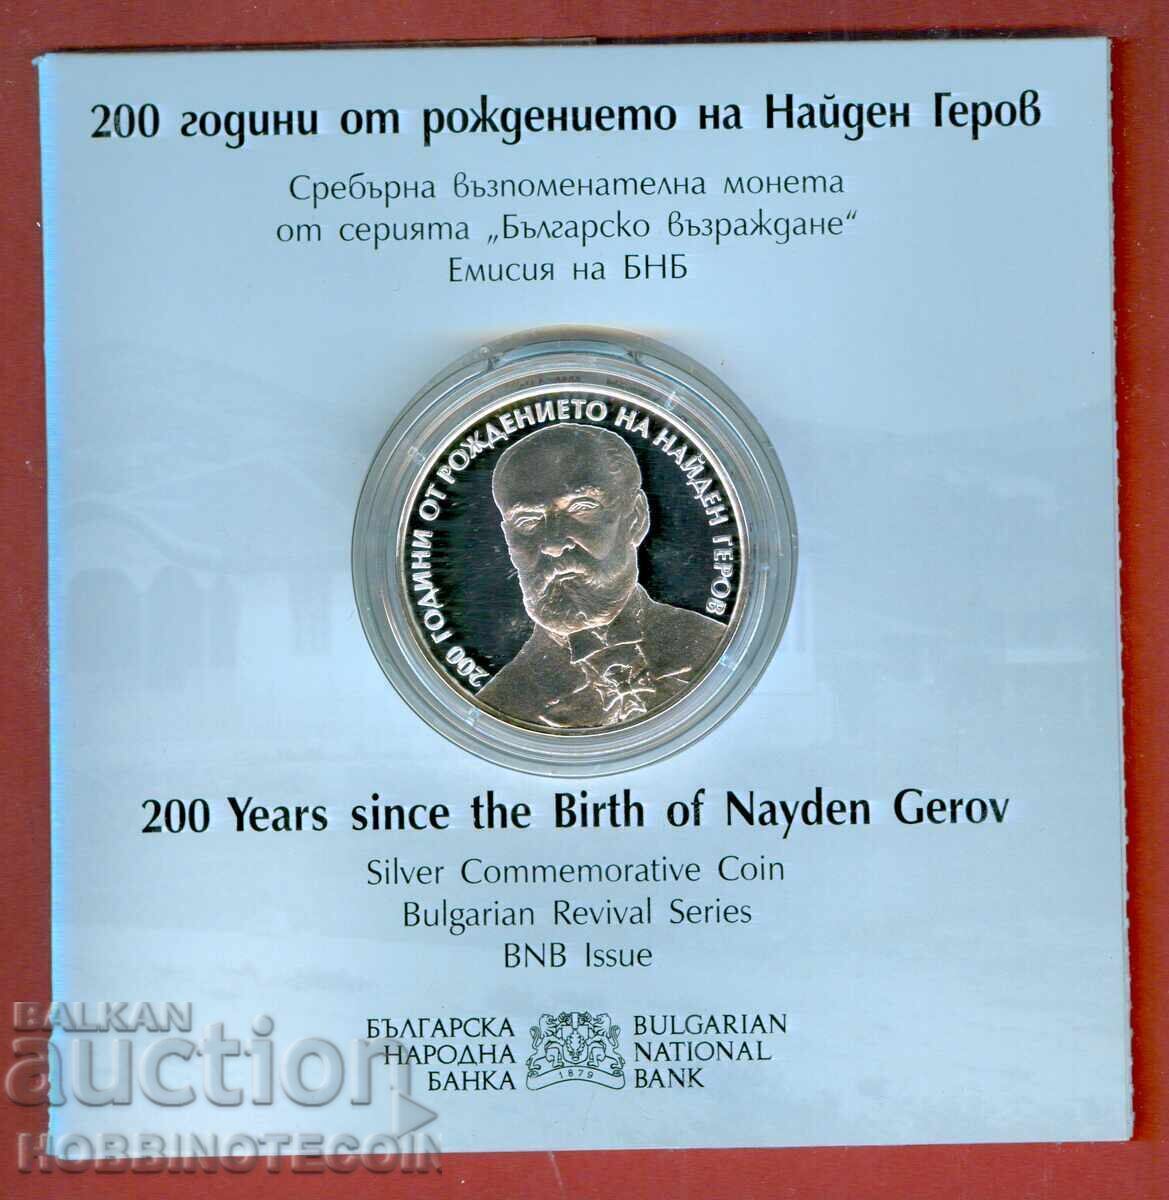 200 години от рождението на Найден Геров
Сребърна възпоменателна монета
от серията „Българско възраждане“
Емисия на БНБ
200 ГОДИНИ ОТ РОЖДЕНИЕТО НА НАЙДЕН ГЕРОВ
200 Years since the Birth of Nayden Gerov
Silver Commemorative Coin
Bulgarian Revival Series
BNB Issue
БЪЛГАРСКА
НАРОДНА
БАНКА
1879
BULGARIAN
NATIONAL
BANK
BALKAN
auction
HOBBINOTECOIN